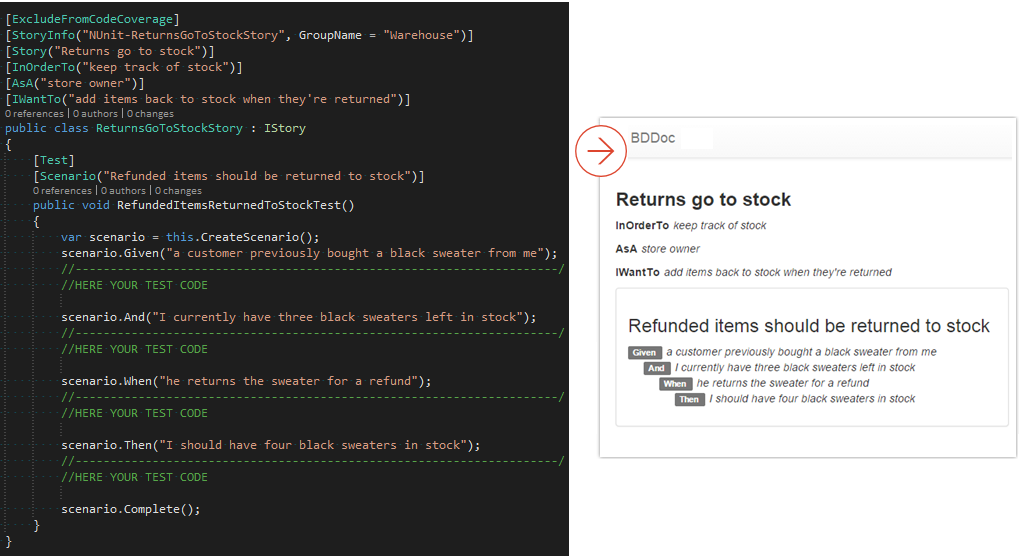 [ExcludeFromCodeCoverage]
[StoryInfo("NUnit-ReturnsGoToStockStory", GroupName = "Warehouse")]
[Story("Returns go to stock")]
[InOrderTo("keep track of stock")]
[AsA("store owner")]
[IWantTo("add items back to stock when they're returned")]
0 references | 0 authors | 0 changes
public class ReturnsGoToStockStory : IStory
{
[Test]
[Scenario("Refunded items should be returned to stock")]
0 references | 0 authors | 0 changes
public void RefundedItemsReturnedToStockTest()
{
var scenario = this.CreateScenario();
scenario.Given("a customer previously bought a black sweater from me");
//---------------------------------------------------------------------/
//HERE YOUR TEST CODE
scenario.And("I currently have three black sweaters left in stock");
//---------------------------------------------------------------------/
//HERE YOUR TEST CODE
scenario.When("he returns the sweater for a refund");
//---------------------------------------------------------------------/
//HERE YOUR TEST CODE
scenario.Then("I should have four black sweaters in stock");
//---------------------------------------------------------------------/
//HERE YOUR TEST CODE
scenario.Complete();
}
}
BDDoc
Returns go to stock
InOrderTo keep track of stock
AsA store owner
IWantTo add items back to stock when they're returned
Refunded items should be returned to stock
Given a customer previously bought a black sweater from me
And I currently have three black sweaters left in stock
When he returns the sweater for a refund
Then I should have four black sweaters in stock